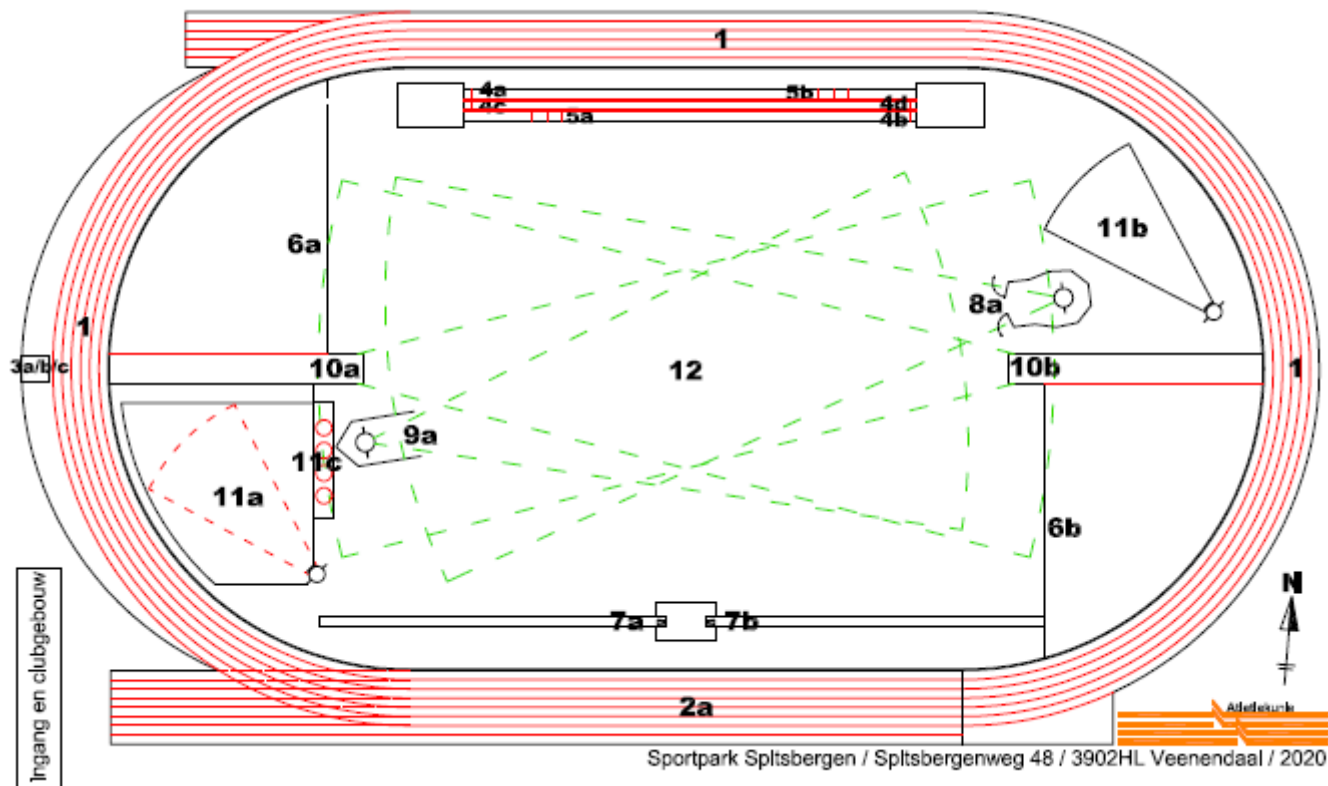 1
4a
5b
4c
4d
5a
4b
6a
11b
8a
1
3a/b/c
10a
12
10b
1
9a
11c
11a
6b
Ingang en clubgebouw
7a
7b
N
2a
Atletiekunie
Sportpark Spitsbergen / Spitsbergenweg 48 / 3902HL Veenendaal / 2020